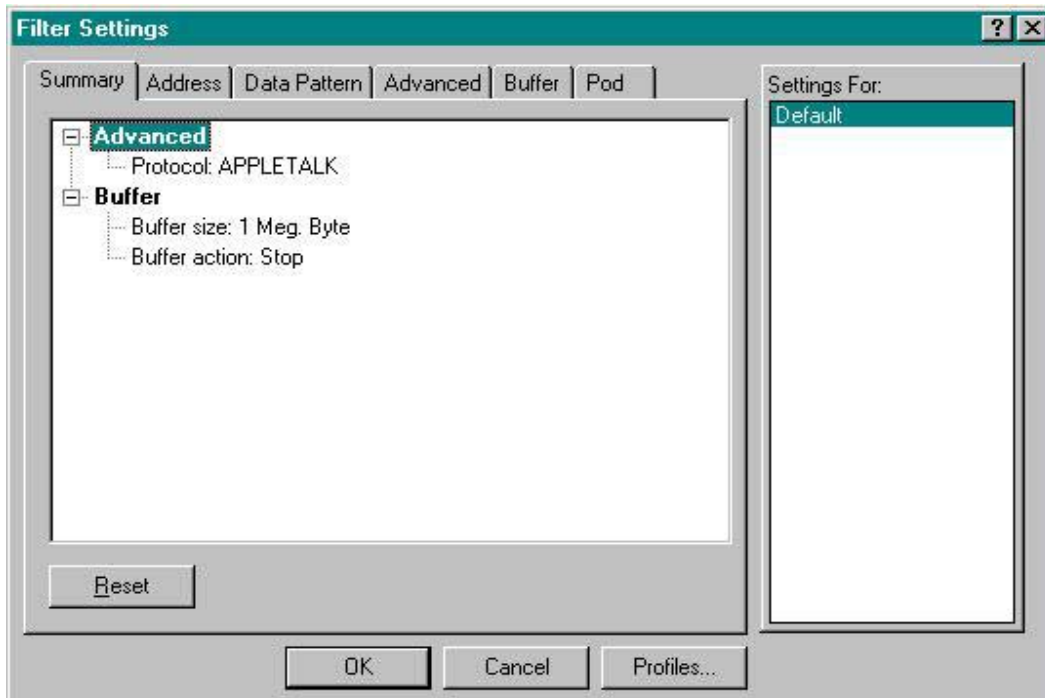 Filter Settings
Summary Address Data Pattern Advanced Buffer Pod
Advanced
Protocol: APPLETALK
Buffer
Buffer size: 1 Meg. Byte
Buffer action: Stop
Reset
Settings For:
Default
OK Cancel Profiles...